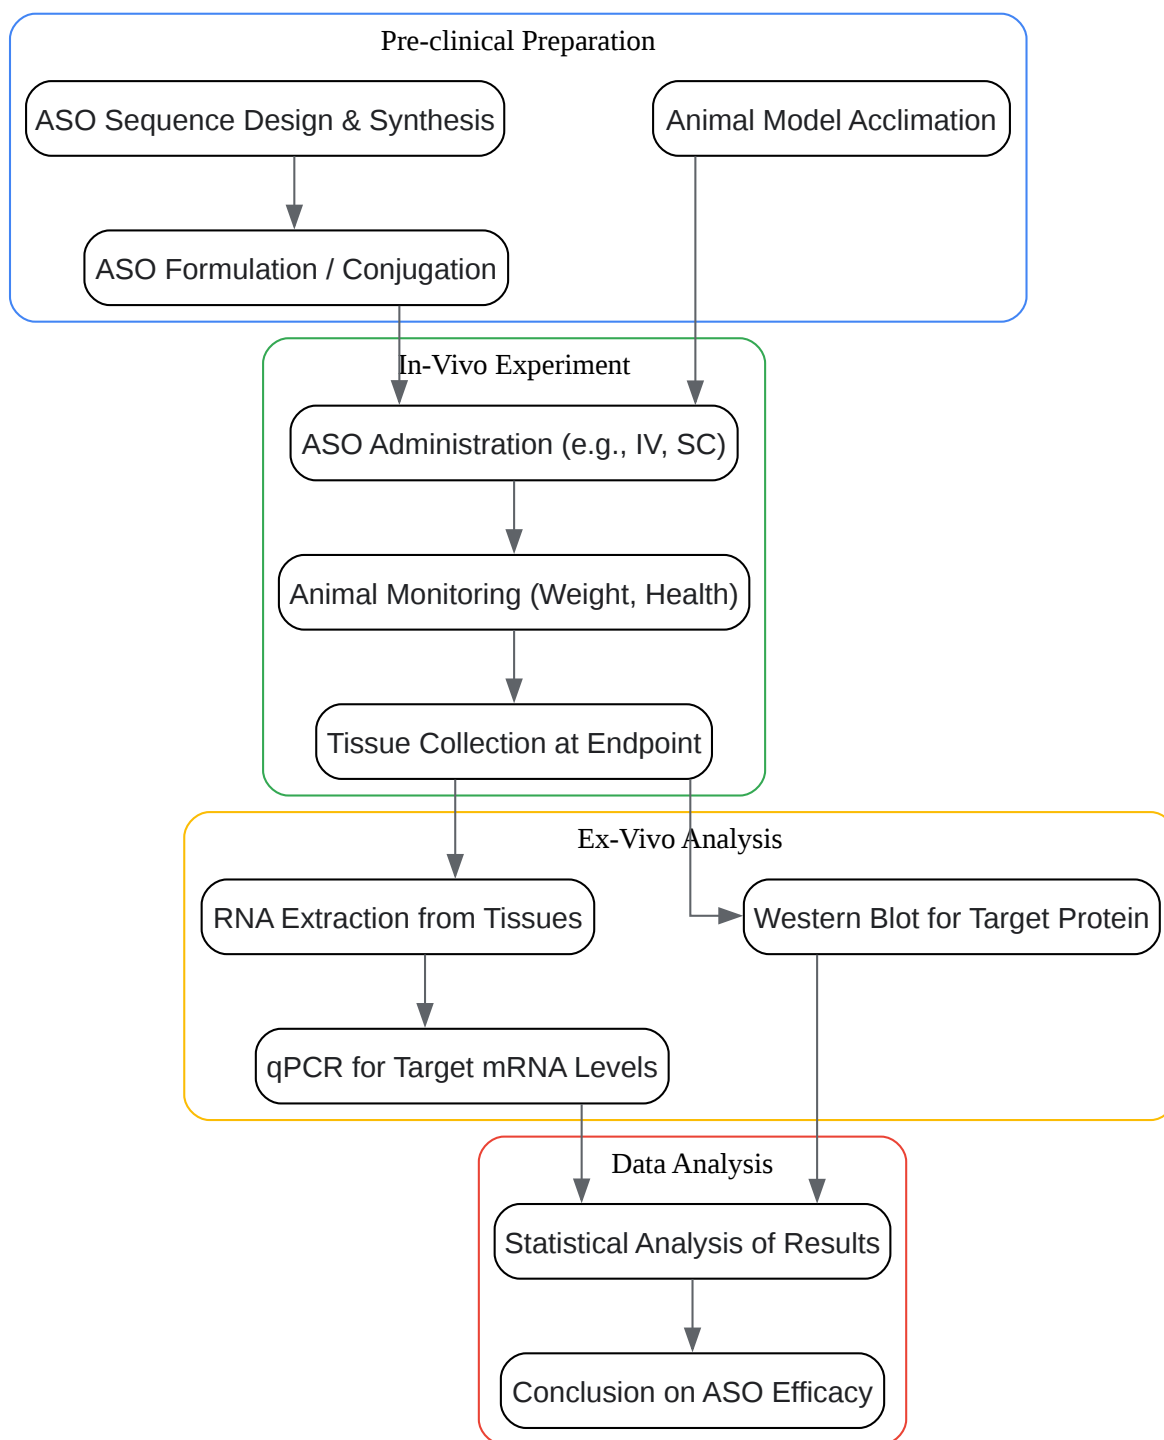 Pre-clinical Preparation
ASO Sequence Design & Synthesis
Animal Model Acclimation
ASO Formulation / Conjugation
In-Vivo Experiment
ASO Administration (e.g., IV, SC)
Animal Monitoring (Weight, Health)
Tissue Collection at Endpoint
Ex-Vivo Analysis
RNA Extraction from Tissues
Western Blot for Target Protein
qPCR for Target mRNA Levels
Data Analysis
Statistical Analysis of Results
Conclusion on ASO Efficacy